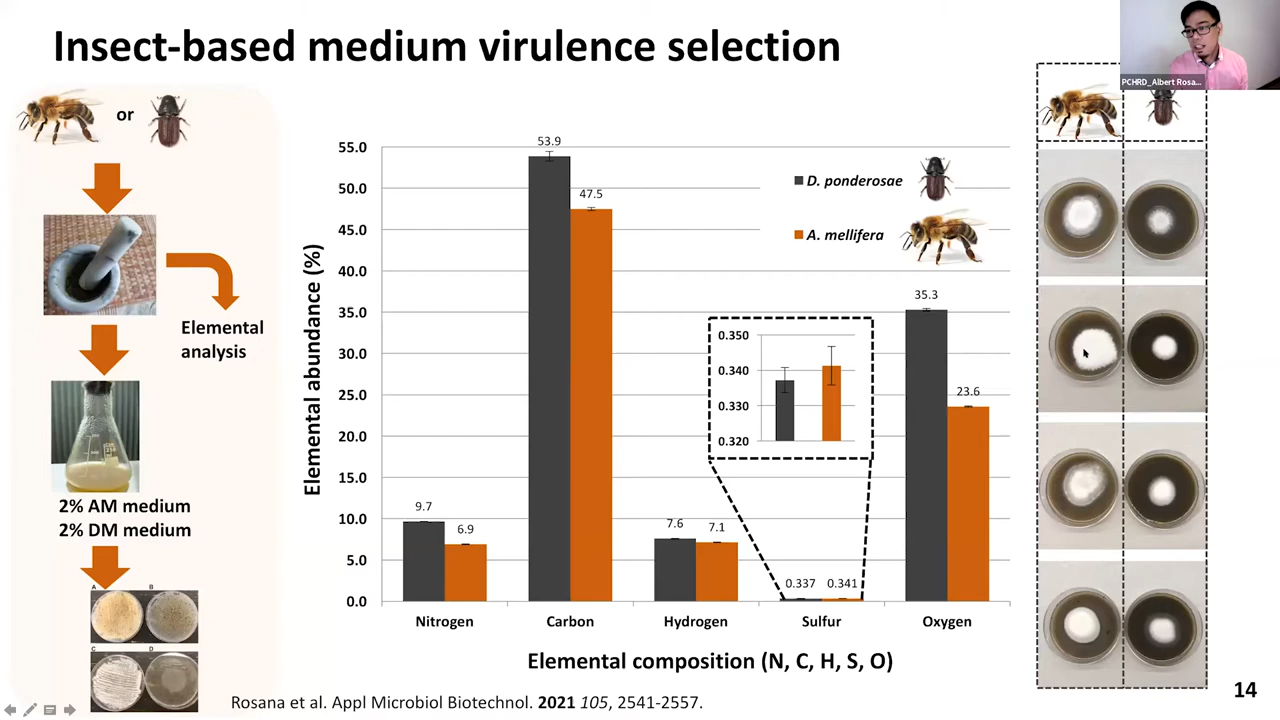 Insect-based medium virulence selection
PCHRD_Albert Rosa...
or
Elemental
analysis
2% AM medium
2% DM medium
A
B
C
D
Elemental abundance (%)
55.0
50.0
45.0
40.0
35.0
30.0
25.0
20.0
15.0
10.0
5.0
0.0
9.7
6.9
53.9
47.5
7.6
7.1
0.337
0.341
35.3
23.6
D. ponderosae
A. mellifera
0.350
0.340
0.330
0.320
Nitrogen
Carbon
Hydrogen
Sulfur
Oxygen
Elemental composition (N, C, H, S, O)
Rosana et al. Appl Microbiol Biotechnol. 2021 105, 2541-2557.
14